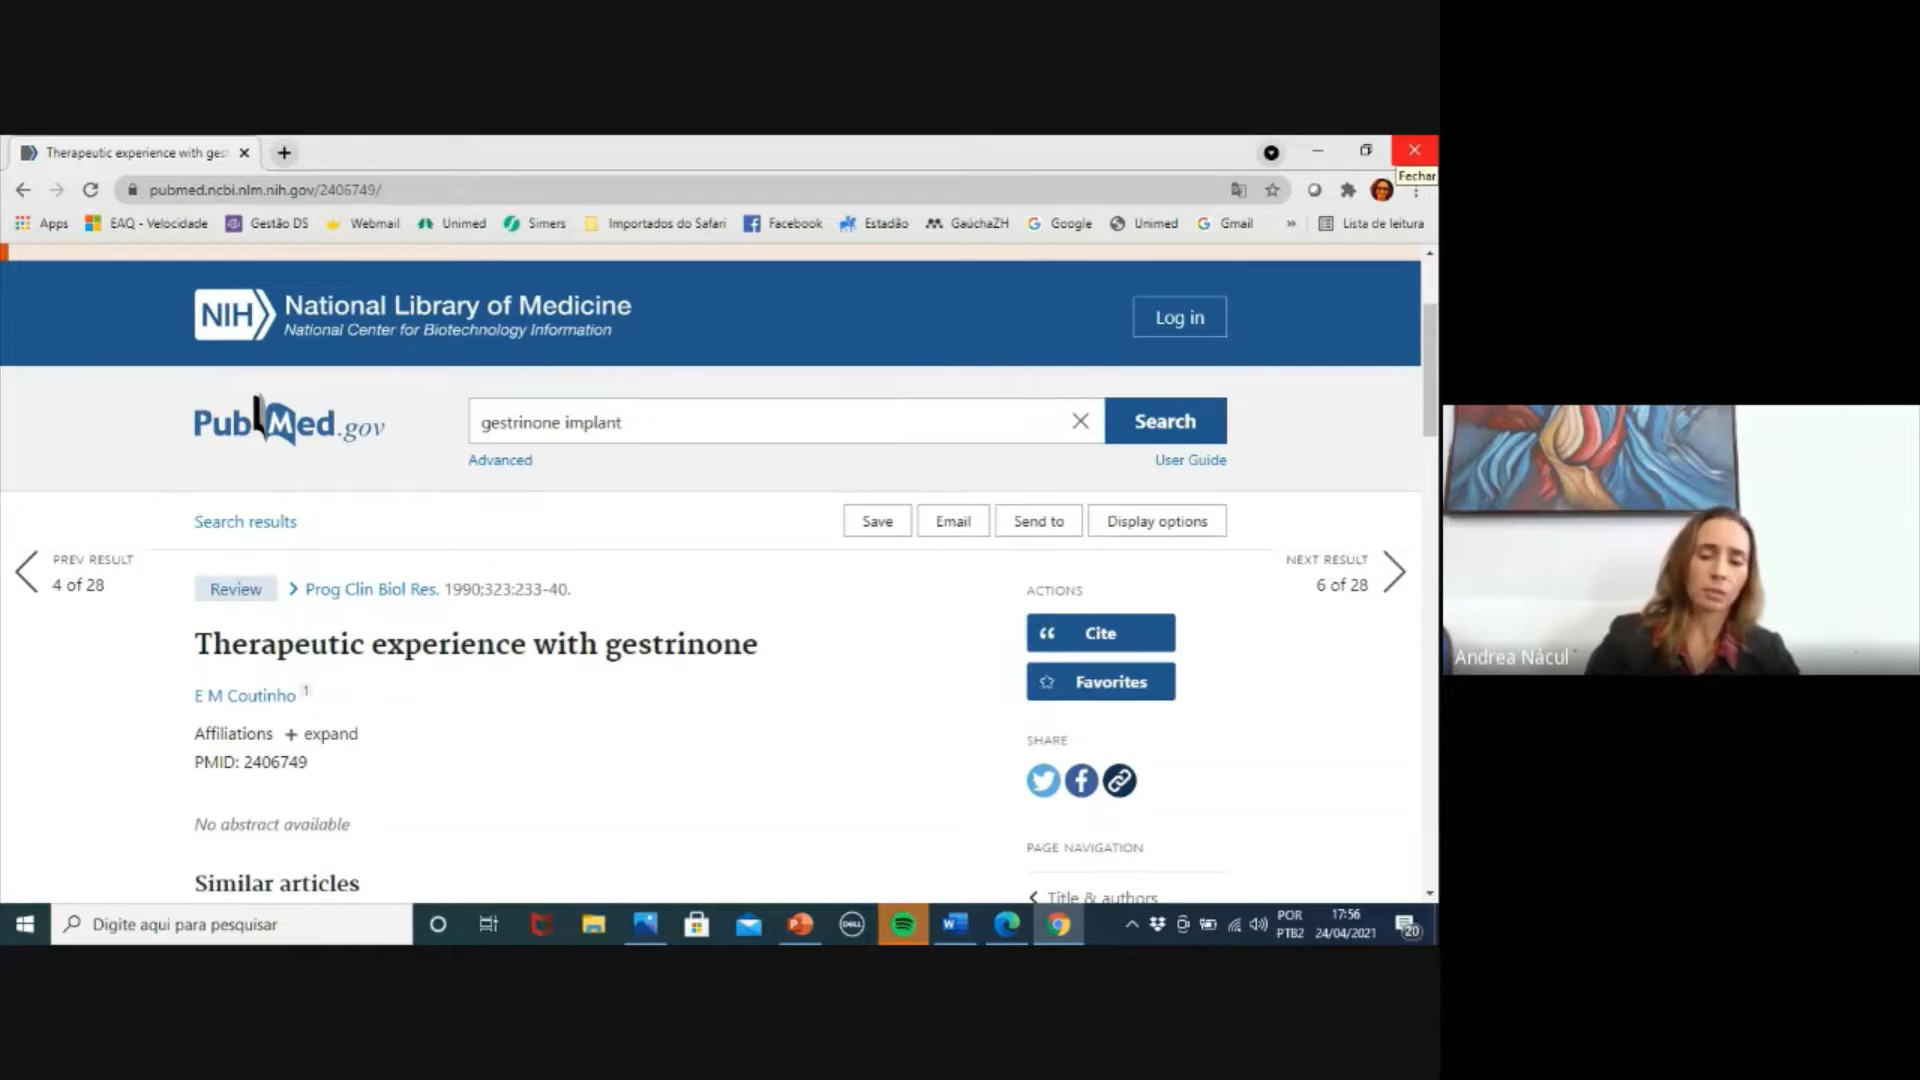 Therapeutic experience with ges
Fechar
pubmed.ncbi.nlm.nih.gov/2406749/
Apps
EAQ - Velocidade
Gestão DS
Webmail
Unimed
Simers
Importados do Safari
Facebook
Estadão
GaúchaZH
Google
Unimed
Gmail
»
Lista de leitura
NIH
National Library of Medicine
National Center for Biotechnology Information
Log in
PubMed.gov
gestrinone implant
Search
Advanced
User Guide
Search results
Save
Email
Send to
Display options
PREV RESULT
4 of 28
NEXT RESULT
6 of 28
Review
Prog Clin Biol Res. 1990;323:233-40.
Therapeutic experience with gestrinone
E M Coutinho 1
Affiliations + expand
PMID: 2406749
No abstract available
Similar articles
ACTIONS
Cite
Favorites
SHARE
PAGE NAVIGATION
Title & authors
Andrea Nácul
Digite aqui para pesquisar
DELL
POR
PTB2
17:56
24/04/2021
20